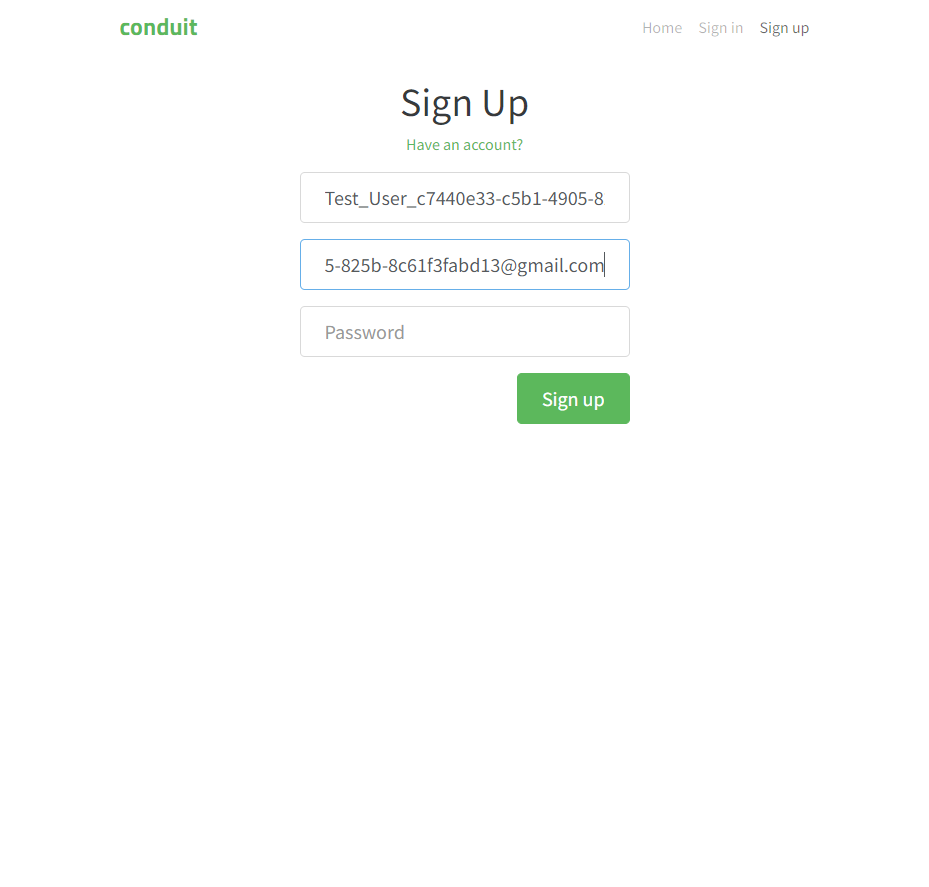 conduit
Home Sign in Sign up
Sign Up
Have an account?
Test_User_c7440e33-c5b1-4905-8
5-825b-8c61f3fabd13@gmail.com
Password
Sign up